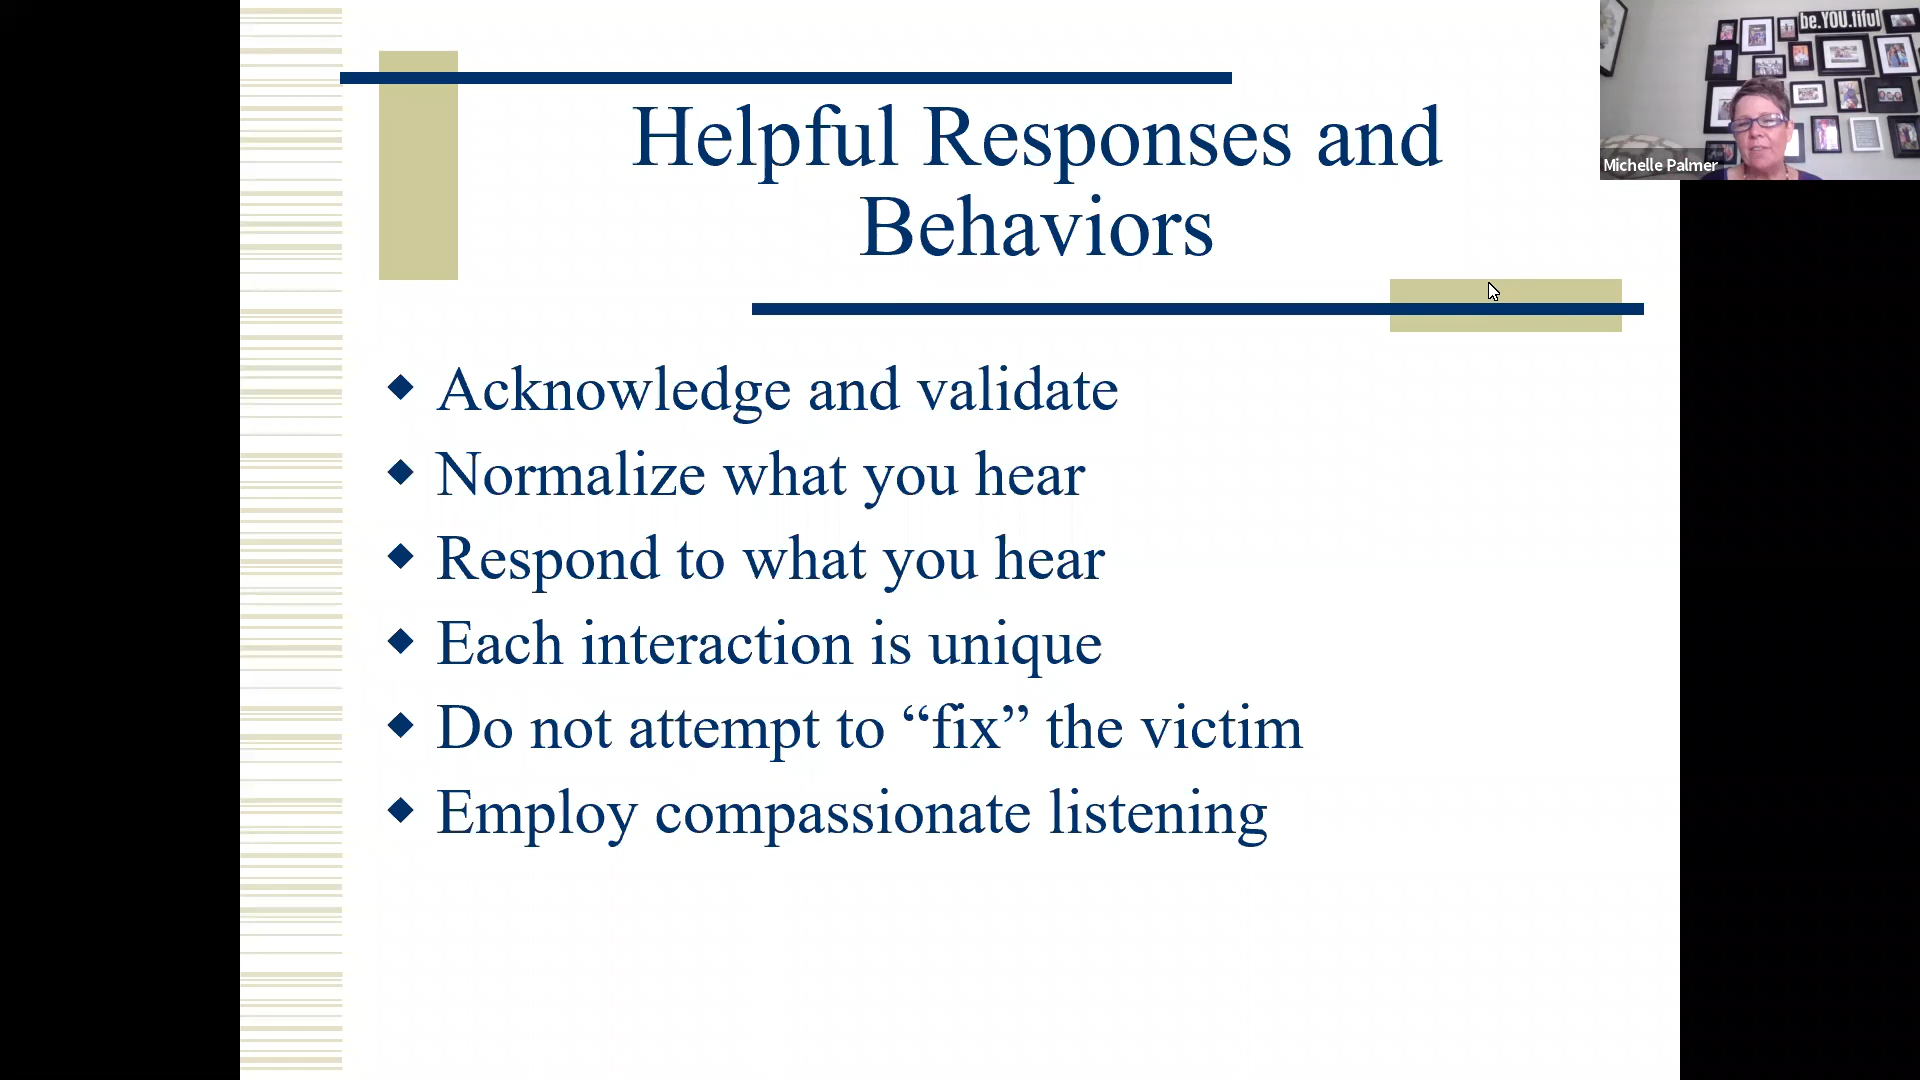 be.YOU.tiful
Michelle Palmer
Helpful Responses and
Behaviors
Acknowledge and validate
Normalize what you hear
Respond to what you hear
Each interaction is unique
Do not attempt to “fix” the victim
Employ compassionate listening